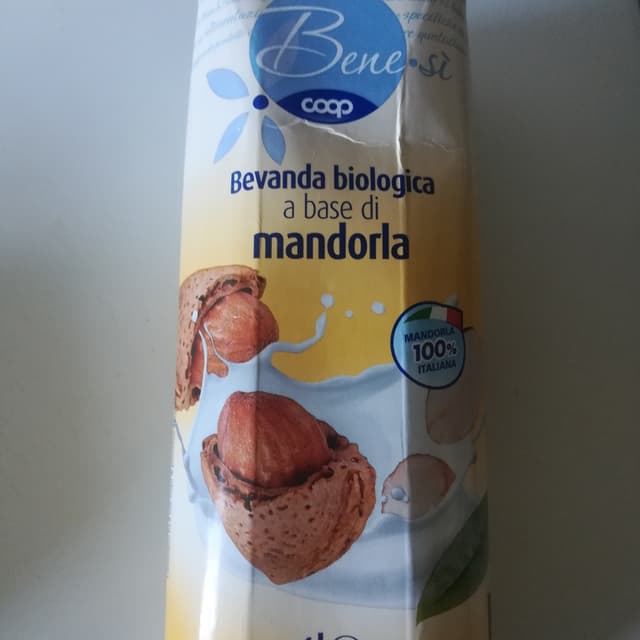 Bene.sì
coop
Bevanda biologica
a base di
mandorla
MANDORLA
100%
ITALIANA